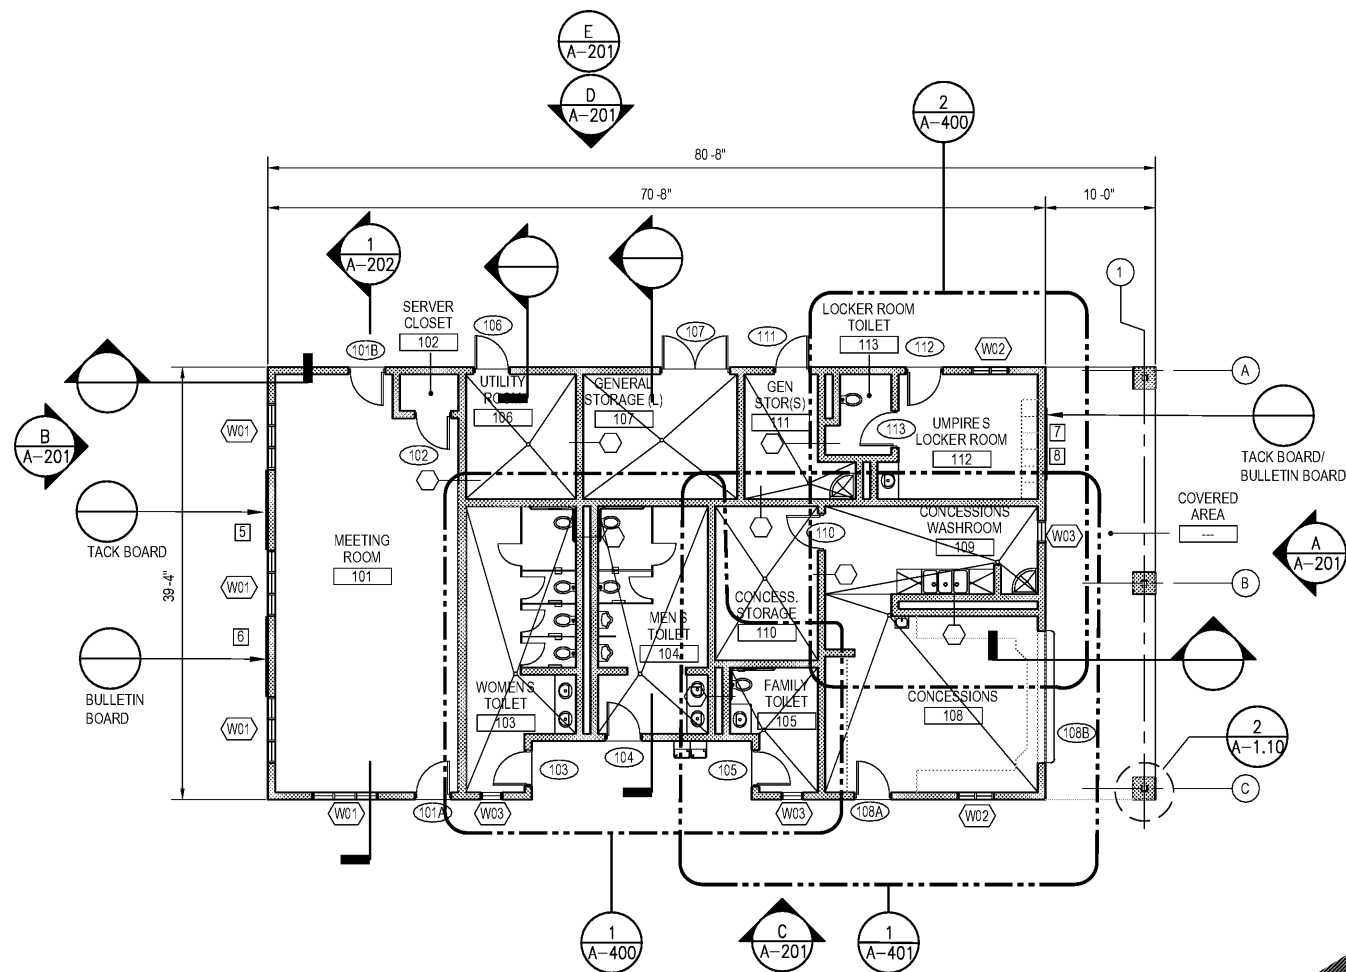 E
A-201
D
A-201
2
A-400
80 -8"
70 -8"
10 -0"
1
A-202
1
SERVER
CLOSET
102
106
107
111
LOCKER ROOM
TOILET
113
112
W02
101B
A
UTILITY
ROOM
106
GENERAL
STORAGE (L)
107
GEN
STOR(S)
111
UMPIRE S
LOCKER ROOM
112
113
7
8
W01
B
A-201
102
TACK BOARD/
BULLETIN BOARD
TACK BOARD
5
MEETING
ROOM
101
39 -4"
W01
110
CONCESSIONS
WASHROOM
109
W03
COVERED
AREA
---
A
A-201
B
CONCESS.
STORAGE
110
MEN S
TOILET
104
6
BULLETIN
BOARD
WOMEN S
TOILET
103
FAMILY
TOILET
105
CONCESSIONS
108
W01
108B
2
A-1.10
103
104
105
C
W01
101A
W03
W03
108A
W02
1
A-400
C
A-201
1
A-401